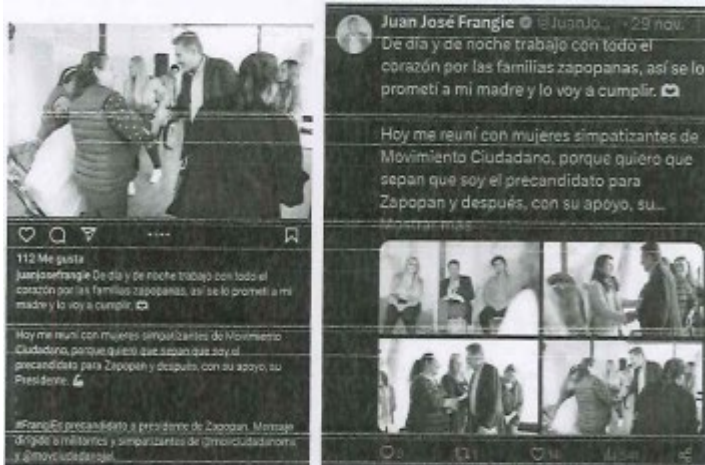 112 Me gusta
juanjosefrangie De día y de noche trabajo con todo el
corazón por las familias zapopanas, así se lo prometí a mi
madre y lo voy a cumplir.
Hoy me reuní con mujeres simpatizantes de Movimiento
Ciudadano, porque quiero que sepan que soy el
precandidato para Zapopan y después, con su apoyo, su
Presidente. 💪
#FrangiEs precandidato a presidente de Zapopan. Mensaje
dirigido a militantes y simpatizantes de @movciudadanomx
y @movciudadanojal
Juan José Frangie @JuanJo... · 29 nov.
De día y de noche trabajo con todo el
corazón por las familias zapopanas, así se lo
prometí a mi madre y lo voy a cumplir.
Hoy me reuní con mujeres simpatizantes de
Movimiento Ciudadano, porque quiero que
sepan que soy el precandidato para
Zapopan y después, con su apoyo, su...
Mostrar más